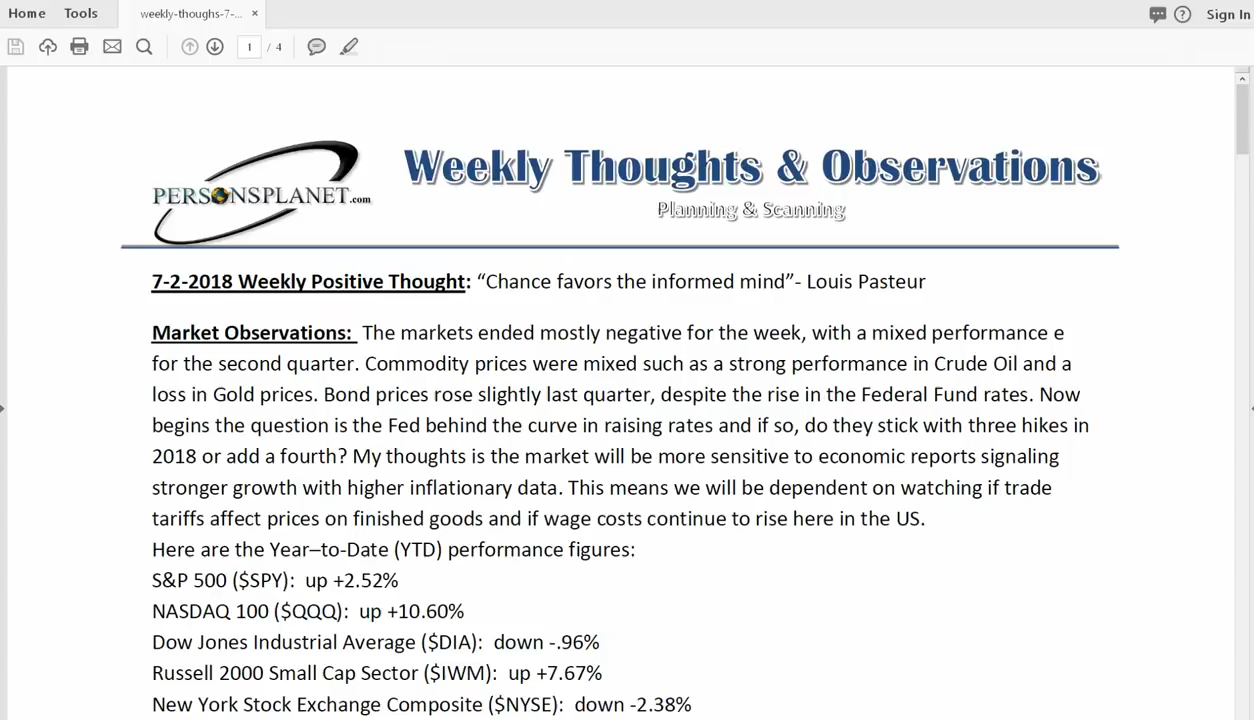 Home Tools weekly-thoughs-7-... × Sign In
1 / 4
PERSONSPLANET.com
Weekly Thoughts & Observations
Planning & Scanning
7-2-2018 Weekly Positive Thought: “Chance favors the informed mind”- Louis Pasteur
Market Observations: The markets ended mostly negative for the week, with a mixed performance e
for the second quarter. Commodity prices were mixed such as a strong performance in Crude Oil and a
loss in Gold prices. Bond prices rose slightly last quarter, despite the rise in the Federal Fund rates. Now
begins the question is the Fed behind the curve in raising rates and if so, do they stick with three hikes in
2018 or add a fourth? My thoughts is the market will be more sensitive to economic reports signaling
stronger growth with higher inflationary data. This means we will be dependent on watching if trade
tariffs affect prices on finished goods and if wage costs continue to rise here in the US.
Here are the Year–to-Date (YTD) performance figures:
S&P 500 ($SPY): up +2.52%
NASDAQ 100 ($QQQ): up +10.60%
Dow Jones Industrial Average ($DIA): down -.96%
Russell 2000 Small Cap Sector ($IWM): up +7.67%
New York Stock Exchange Composite ($NYSE): down -2.38%